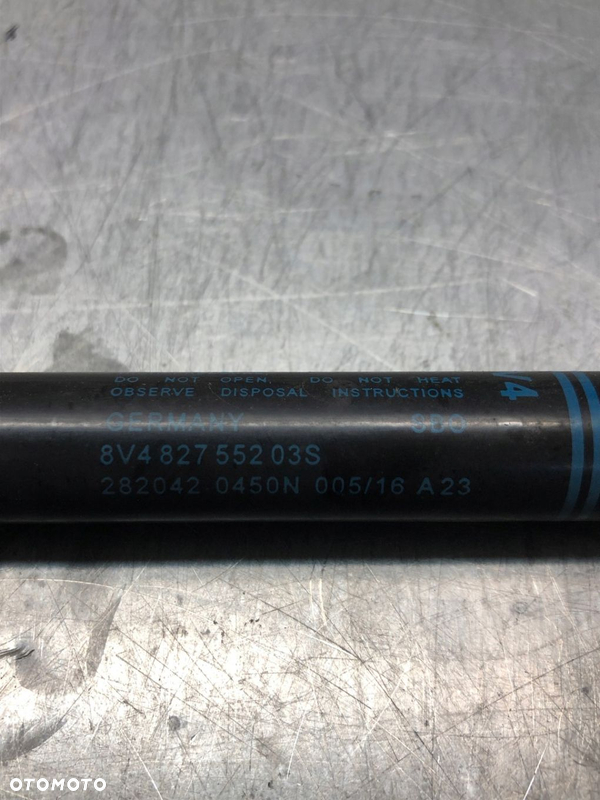 DO NOT OPEN. DO NOT HEAT
OBSERVE DISPOSAL INSTRUCTIONS
GERMANY
8V4 827 552 03S
282042 0450N 005/16 A23
V4
OTOMOTO